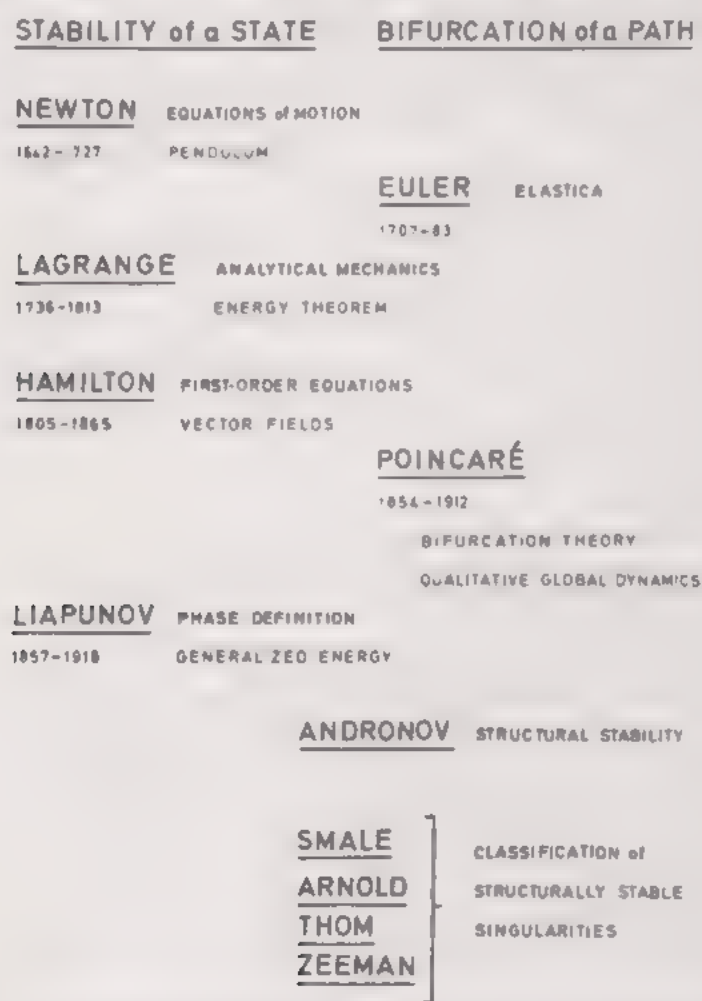 STABILITY of a STATE BIFURCATION of a PATH
NEWTON EQUATIONS of MOTION
1642- 727 PENDULUM
EULER ELASTICA
1707-83
LAGRANGE ANALYTICAL MECHANICS
1736-1813 ENERGY THEOREM
HAMILTON FIRST-ORDER EQUATIONS
1805-1865 VECTOR FIELDS
POINCARÉ
1854-1912
BIFURCATION THEORY
QUALITATIVE GLOBAL DYNAMICS
LIAPUNOV PHASE DEFINITION
1857-1918 GENERAL ZED ENERGY
ANDRONOV STRUCTURAL STABILITY
SMALE CLASSIFICATION of
ARNOLD STRUCTURALLY STABLE
THOM SINGULARITIES
ZEEMAN